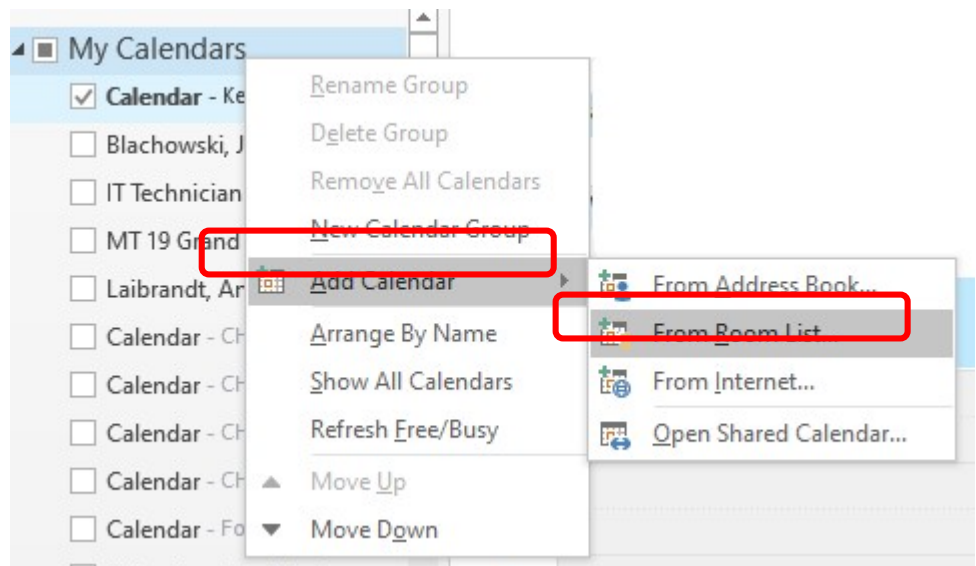 My Calendars
Calendar - Ke
Blachowski, J
IT Technician
MT 19 Grand
Laibrandt, Ar
Calendar - CH
Calendar - CH
Calendar - CH
Calendar - CH
Calendar - Fo
Rename Group
Delete Group
Remove All Calendars
New Calendar Group
Add Calendar
Arrange By Name
Show All Calendars
Refresh Free/Busy
Move Up
Move Down
From Address Book...
From Room List...
From Internet...
Open Shared Calendar...